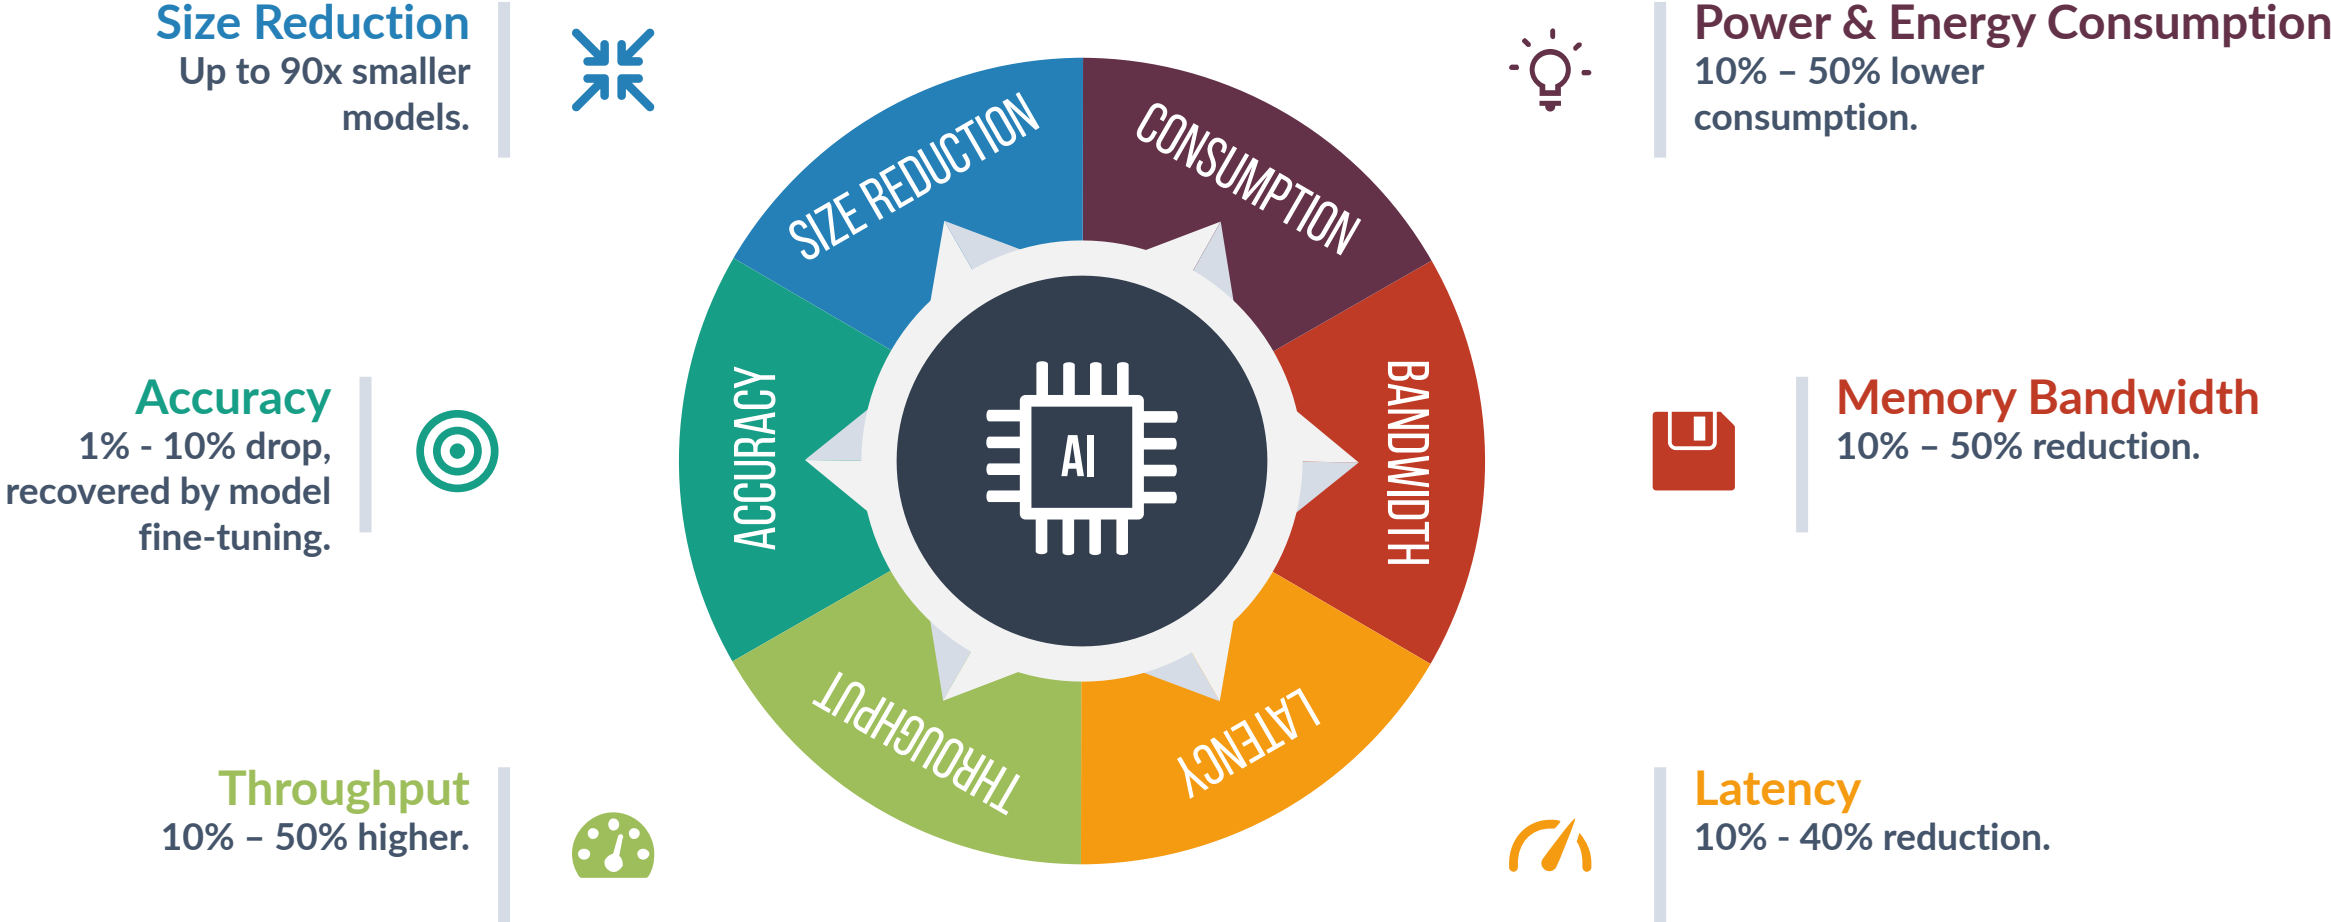 Size Reduction
Up to 90x smaller
models.
Power & Energy Consumption
10% – 50% lower
consumption.
SIZE REDUCTION
CONSUMPTION
Accuracy
1% - 10% drop,
recovered by model
fine-tuning.
ACCURACY
AI
BANDWIDTH
Memory Bandwidth
10% – 50% reduction.
THROUGHPUT
LATENCY
Throughput
10% – 50% higher.
Latency
10% - 40% reduction.